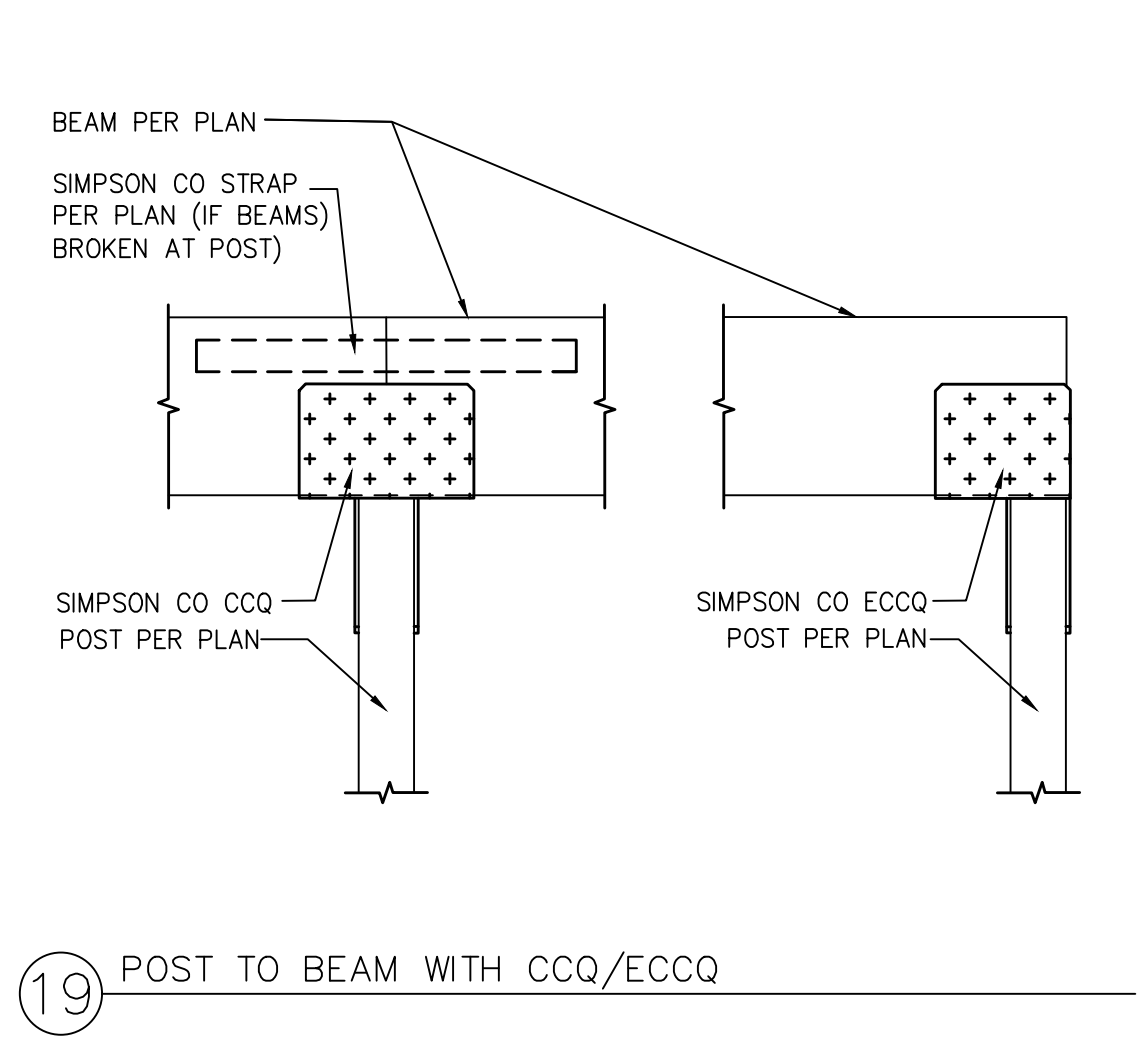 BEAM PER PLAN
SIMPSON CO STRAP
PER PLAN (IF BEAMS)
BROKEN AT POST)
SIMPSON CO CCQ
POST PER PLAN
SIMPSON CO ECCQ
POST PER PLAN
19 POST TO BEAM WITH CCQ/ECCQ